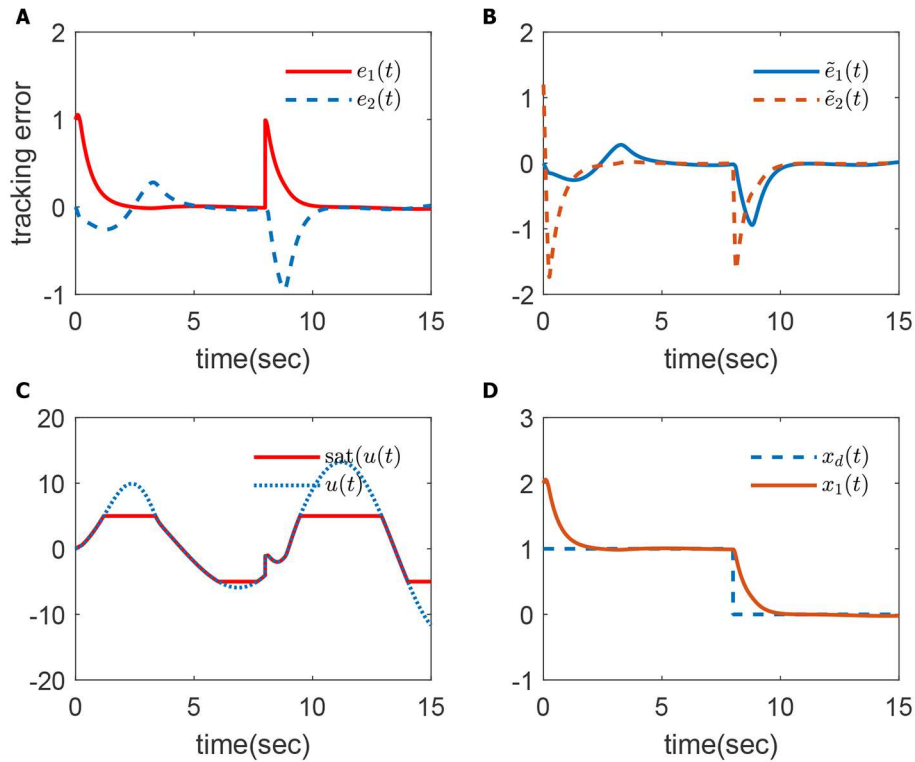 A
tracking error
2
1
0
-1
0
5
10
15
time(sec)
e₁(t)
e₂(t)
B
2
1
0
-1
-2
0
5
10
15
time(sec)
ẽ₁(t)
ẽ₂(t)
C
20
10
0
-10
-20
0
5
10
15
time(sec)
sat(u(t)
u(t)
D
3
2
1
0
-1
0
5
10
15
time(sec)
x_d(t)
x₁(t)